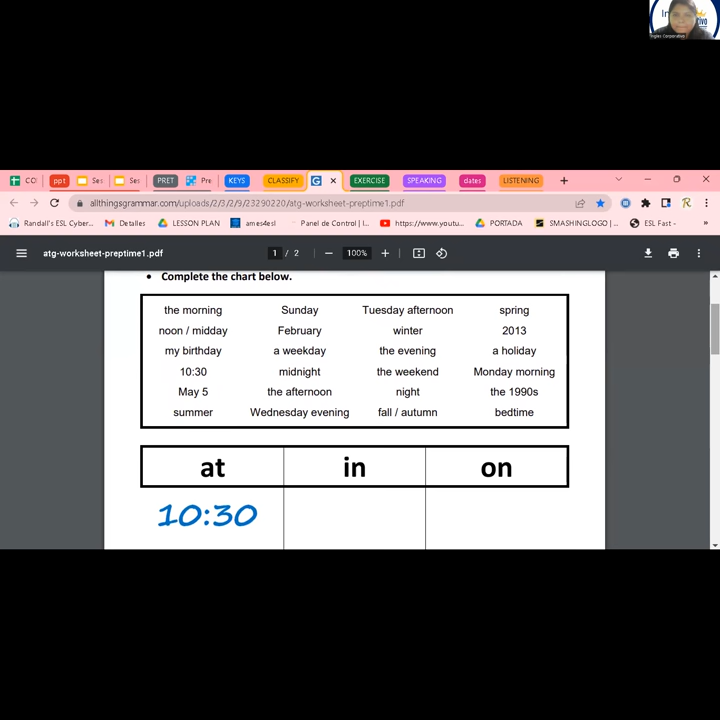 Inglés Corporativo
CO ppt Ses Ses PRET Pre KEYS CLASSIFY EXERCISE SPEAKING dates LISTENING
allthingsgrammar.com/uploads/2/3/2/9/23290220/atg-worksheet-preptime1.pdf
Randall's ESL Cyber... Detalles LESSON PLAN ames4esl Panel de Control | I... https://www.youtu... PORTADA SMASHINGLOGO | ... ESL Fast - »
atg-worksheet-preptime1.pdf 1 / 2 100%
• Complete the chart below.
the morning Sunday Tuesday afternoon spring
noon / midday February winter 2013
my birthday a weekday the evening a holiday
10:30 midnight the weekend Monday morning
May 5 the afternoon night the 1990s
summer Wednesday evening fall / autumn bedtime
at in on
10:30